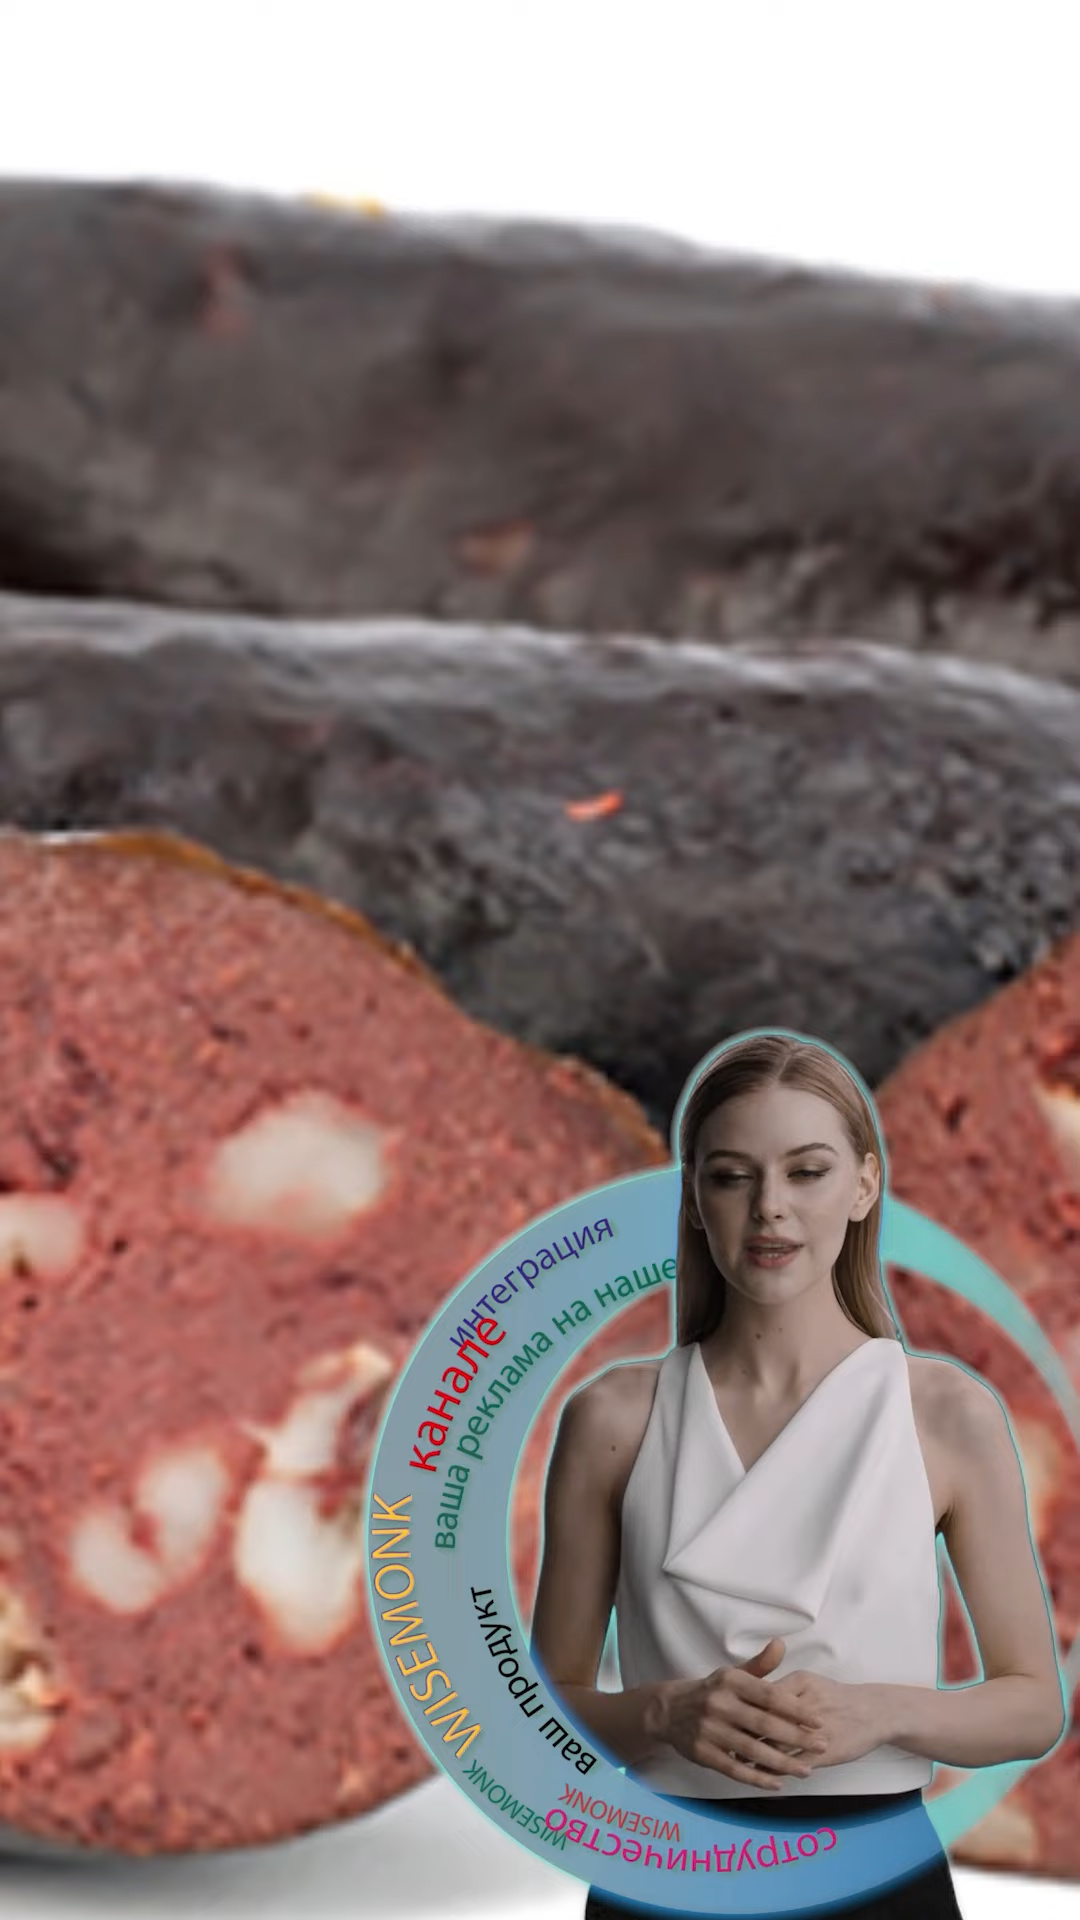 интеграция
ваша реклама на наше
канале
WISEMONK
ваш продукт
WISEMONK
WISEMONK
сотрудничество